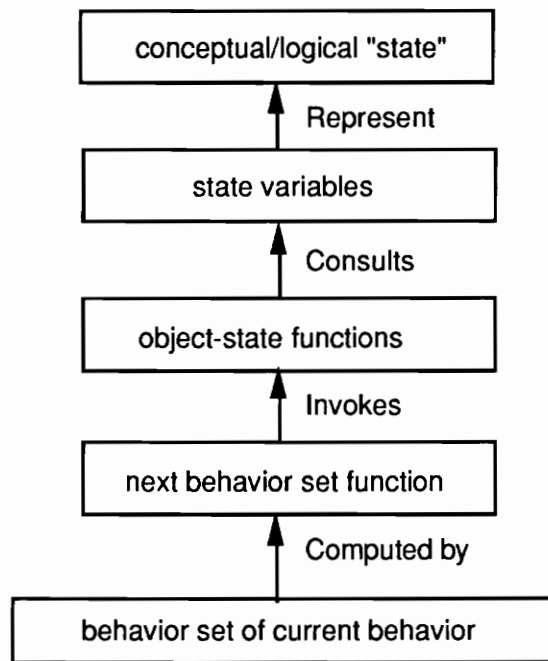 conceptual/logical "state"
Represent
state variables
Consults
object-state functions
Invokes
next behavior set function
Computed by
behavior set of current behavior